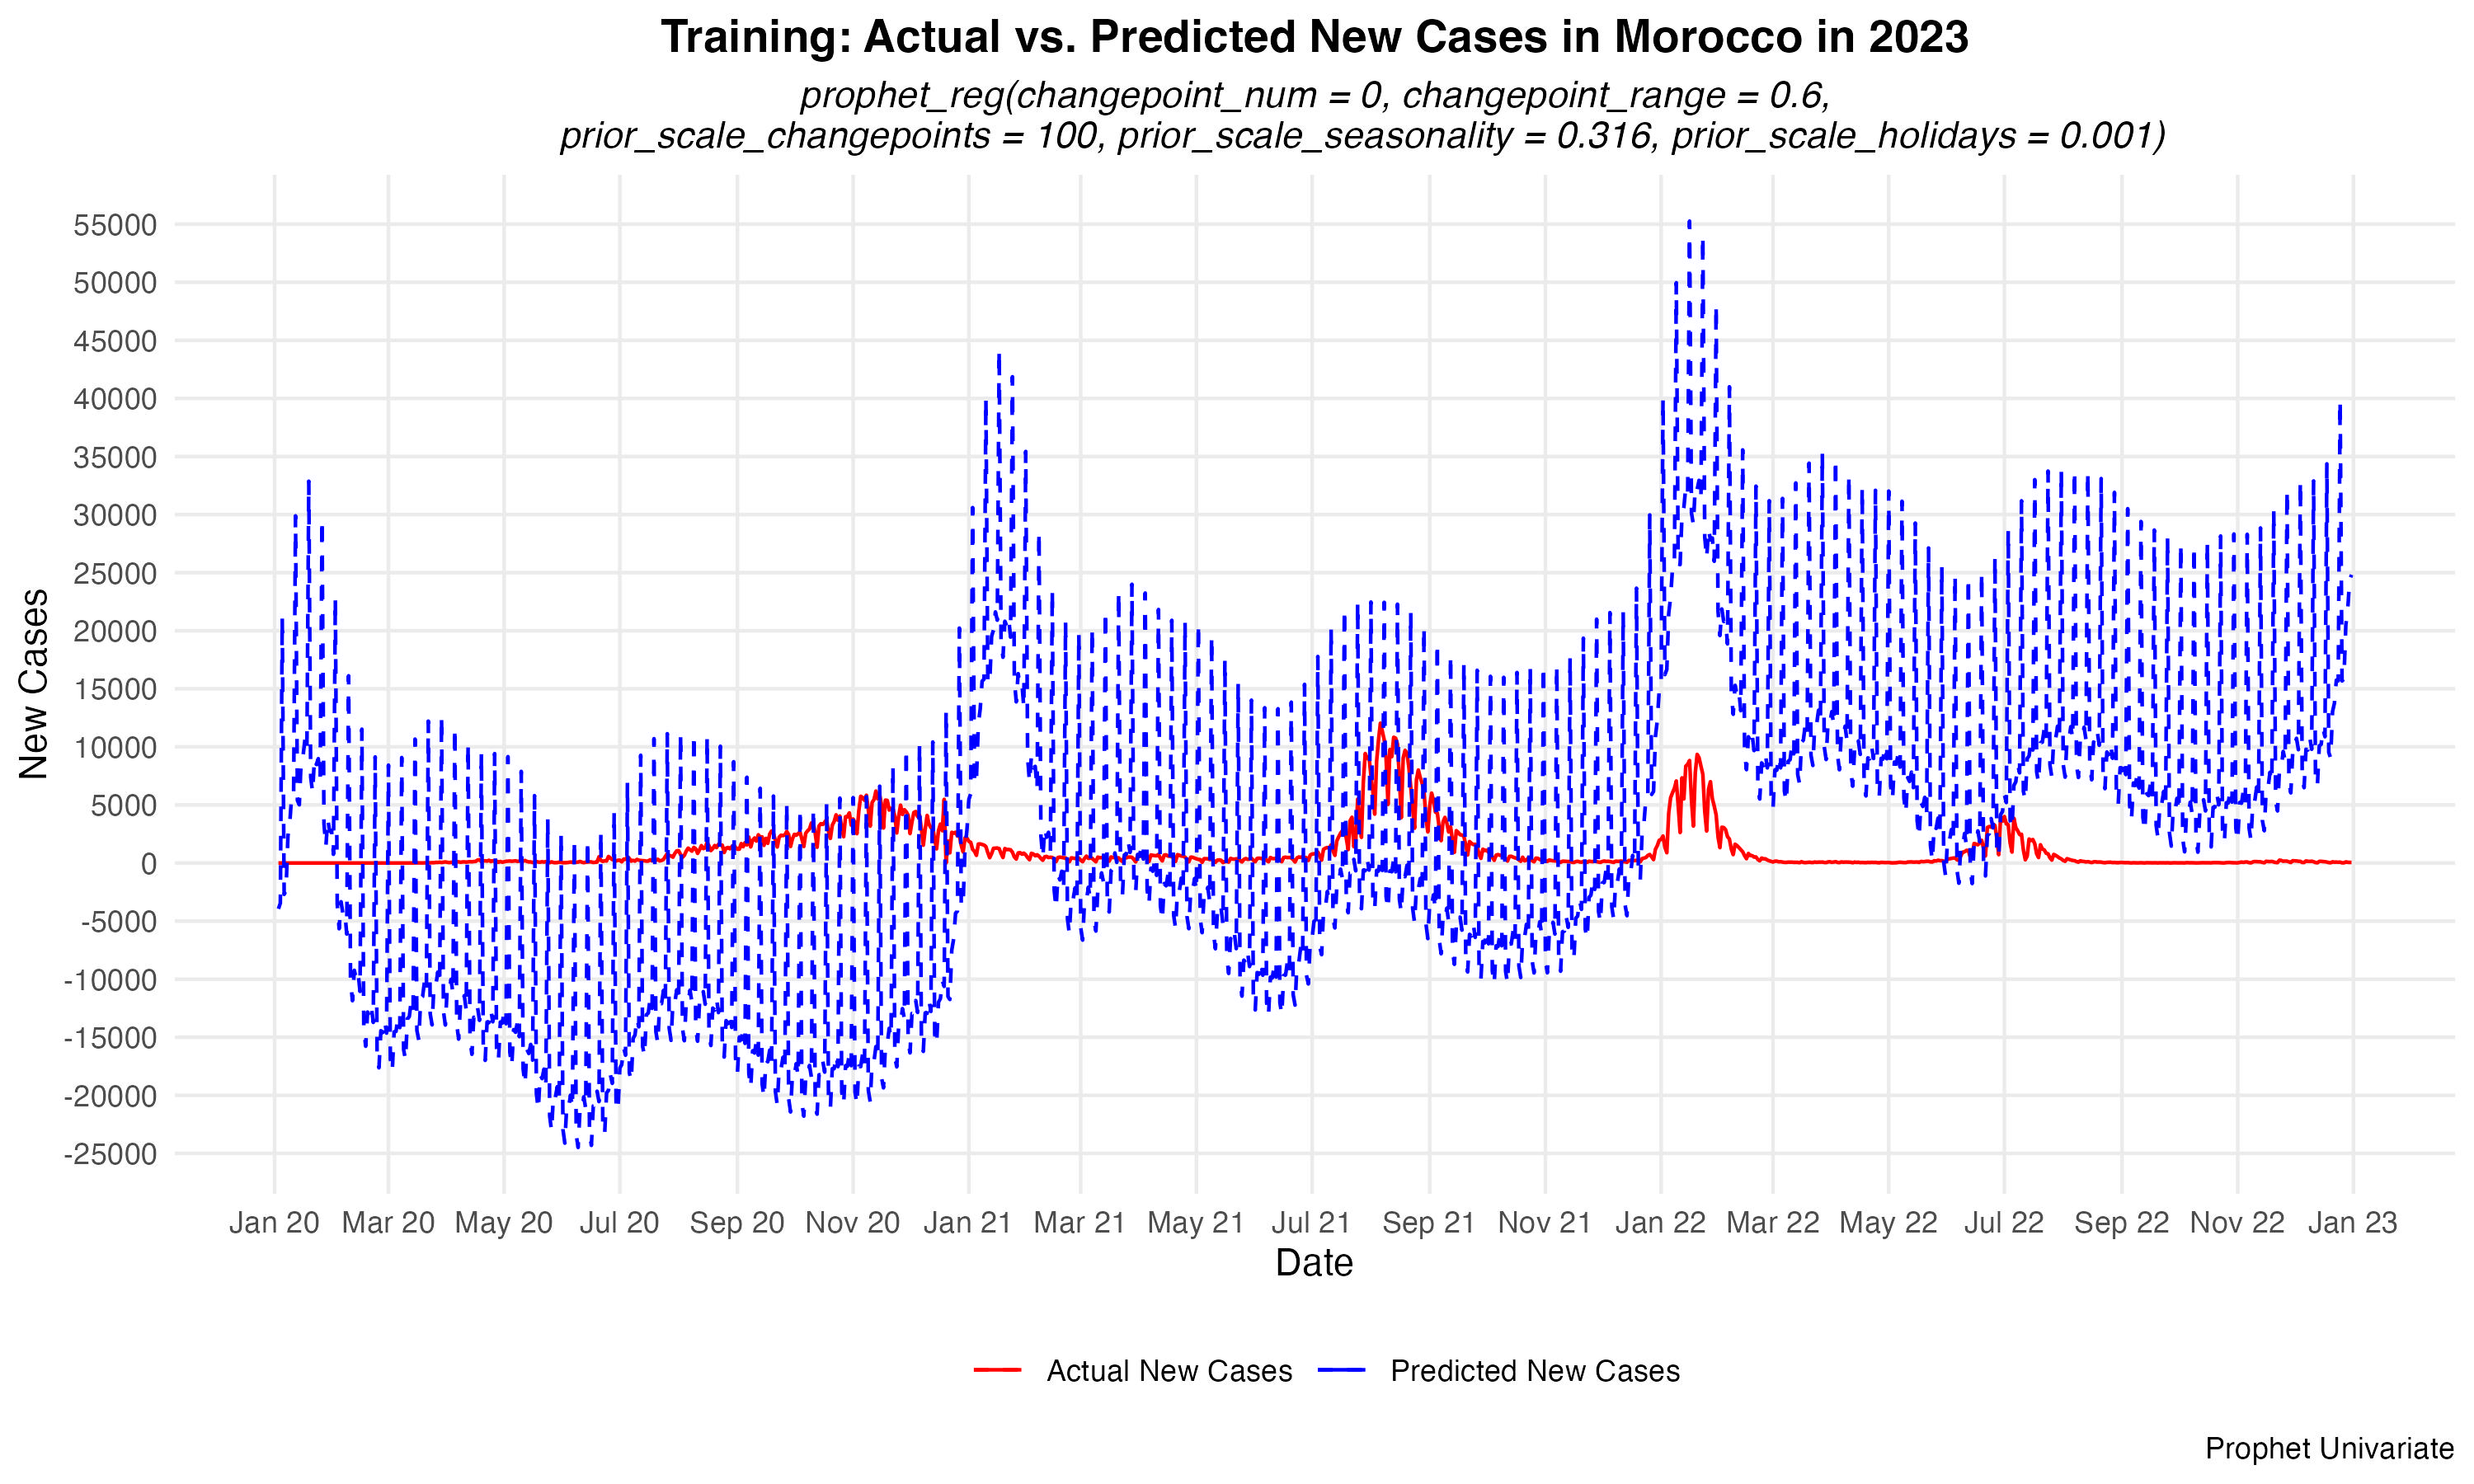 Training: Actual vs. Predicted New Cases in Morocco in 2023
prophet_reg(changepoint_num = 0, changepoint_range = 0.6,
prior_scale_changepoints = 100, prior_scale_seasonality = 0.316, prior_scale_holidays = 0.001)
New Cases
55000
50000
45000
40000
35000
30000
25000
20000
15000
10000
5000
0
-5000
-10000
-15000
-20000
-25000
Jan 20 Mar 20 May 20 Jul 20 Sep 20 Nov 20 Jan 21 Mar 21 May 21 Jul 21 Sep 21 Nov 21 Jan 22 Mar 22 May 22 Jul 22 Sep 22 Nov 22 Jan 23
Date
Actual New Cases Predicted New Cases
Prophet Univariate